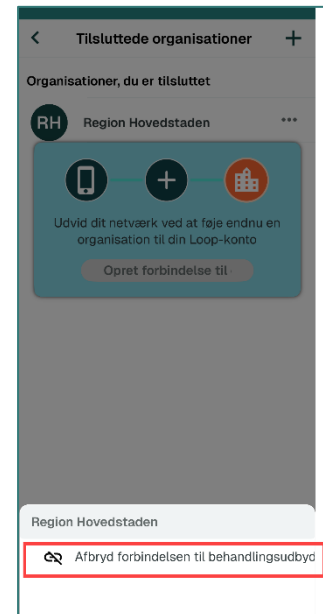 Tilsluttede organisationer
Organisationer, du er tilsluttet
RH Region Hovedstaden
Udvid dit netværk ved at føje endnu en
organisation til din Loop-konto
Opret forbindelse til
Region Hovedstaden
Afbryd forbindelsen til behandlingsudbyd